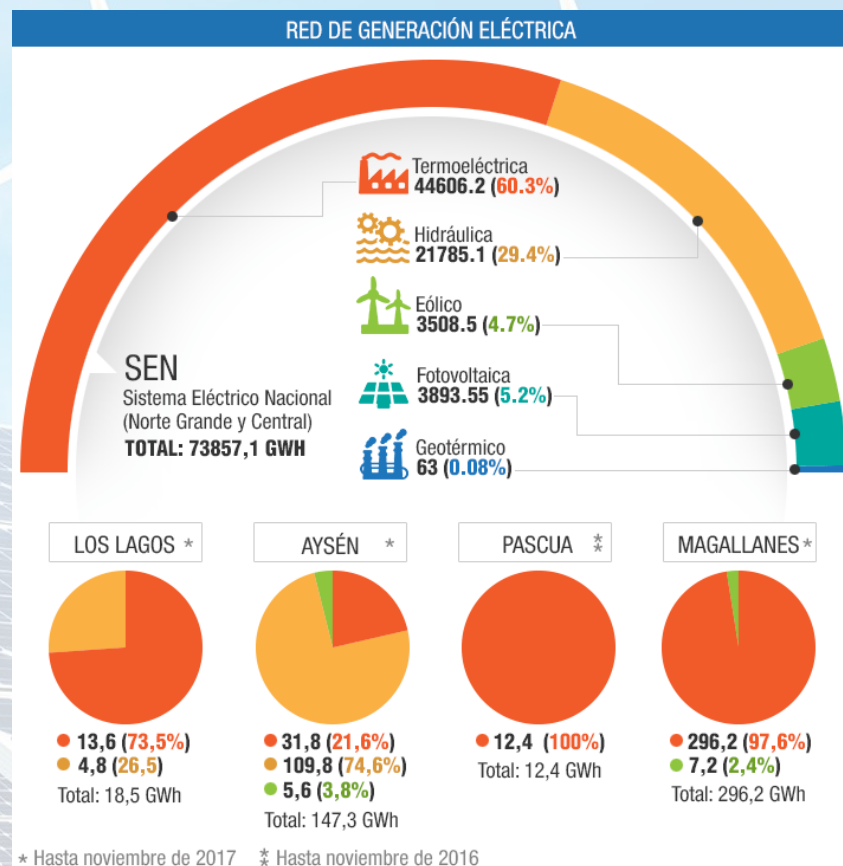 RED DE GENERACIÓN ELÉCTRICA
Termoeléctrica
44606.2 (60.3%)
Hidráulica
21785.1 (29.4%)
Eólico
3508.5 (4.7%)
Fotovoltaica
3893.55 (5.2%)
Geotérmico
63 (0.08%)
SEN
Sistema Eléctrico Nacional
(Norte Grande y Central)
TOTAL: 73857,1 GWH
LOS LAGOS *
13,6 (73,5%)
4,8 (26,5)
Total: 18,5 GWh
AYSÉN *
31,8 (21,6%)
109,8 (74,6%)
5,6 (3,8%)
Total: 147,3 GWh
PASCUA **
12,4 (100%)
Total: 12,4 GWh
MAGALLANES *
296,2 (97,6%)
7,2 (2,4%)
Total: 296,2 GWh
* Hasta noviembre de 2017 ** Hasta noviembre de 2016